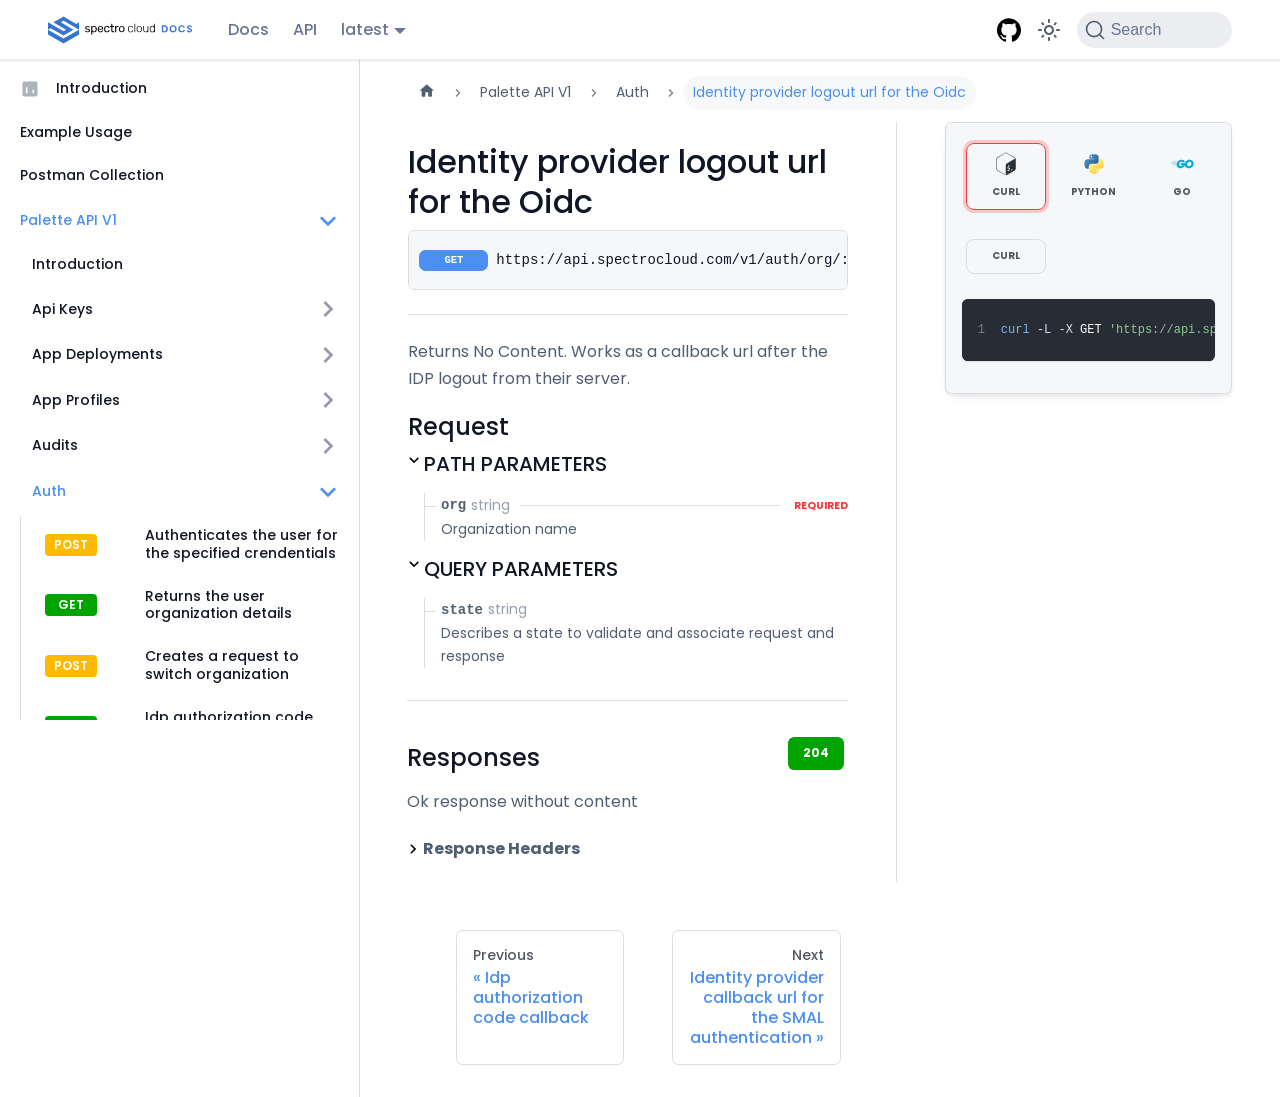 spectro cloud DOCS
Docs
API
latest
Search
Introduction
Example Usage
Postman Collection
Palette API V1
Introduction
Api Keys
App Deployments
App Profiles
Audits
Auth
POST
Authenticates the user for
the specified crendentials
GET
Returns the user
organization details
POST
Creates a request to
switch organization
Idp authorization code
Palette API V1
Auth
Identity provider logout url for the Oidc
Identity provider logout url
for the Oidc
GET https://api.spectrocloud.com/v1/auth/org/:
Returns No Content. Works as a callback url after the
IDP logout from their server.
Request
PATH PARAMETERS
org string REQUIRED
Organization name
QUERY PARAMETERS
state string
Describes a state to validate and associate request and
response
Responses
204
Ok response without content
Response Headers
Previous
« Idp
authorization
code callback
Next
Identity provider
callback url for
the SMAL
authentication »
CURL
PYTHON
GO
CURL
1 curl -L -X GET 'https://api.sp